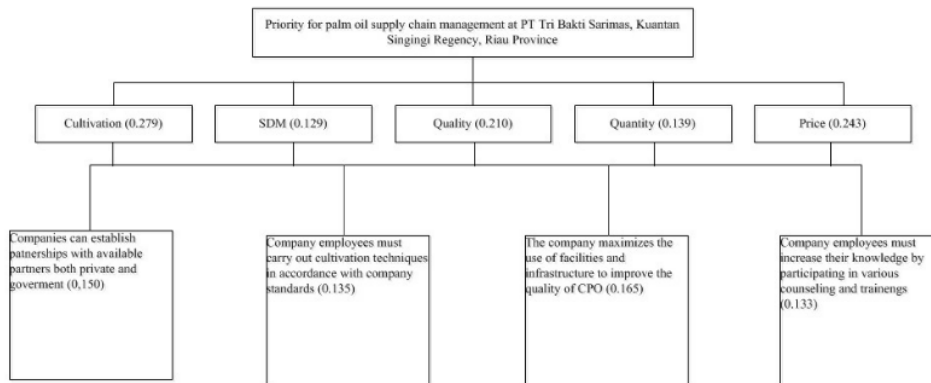 Priority for palm oil supply chain management at PT Tri Bakti Sarimas, Kuantan
Singingi Regency, Riau Province
Cultivation (0.279)
SDM (0.129)
Quality (0.210)
Quantity (0.139)
Price (0.243)
Companies can establish
patnerships with available
partners both private and
goverment (0,150)
Company employees must
carry out cultivation techniques
in accordance with company
standards (0.135)
The company maximizes the
use of facilities and
infrastructure to improve the
quality of CPO (0.165)
Company employees must
increase their knowledge by
participating in various
counseling and trainengs
(0.133)